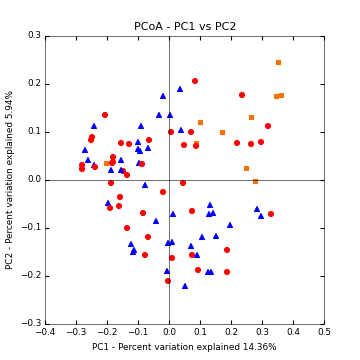 PCoA - PC1 vs PC2
0.3
0.2
0.1
0.0
−0.1
−0.2
−0.3
−0.4 −0.3 −0.2 −0.1 0.0 0.1 0.2 0.3 0.4 0.5
PC2 - Percent variation explained 5.94%
PC1 - Percent variation explained 14.36%